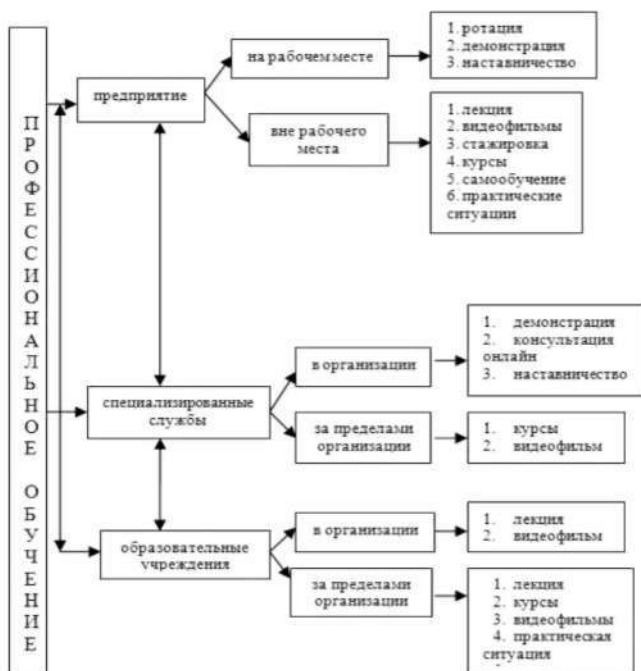 ПРОФЕССИОНАЛЬНОЕ ОБУЧЕНИЕ
предприятие
на рабочем месте
1. ротация
2. демонстрация
3. наставничество
вне рабочего
места
1. лекция
2. видеофильмы
3. стажировка
4. курсы
5. самообучение
6. практические
ситуации
специализированные
службы
в организации
1. демонстрация
2. консультация
онлайн
3. наставничество
за пределами
организации
1. курсы
2. видеофильм
образовательные
учреждения
в организации
1. лекция
2. видеофильм
за пределами
организации
1. лекция
2. курсы
3. видеофильмы
4. практическая
ситуация